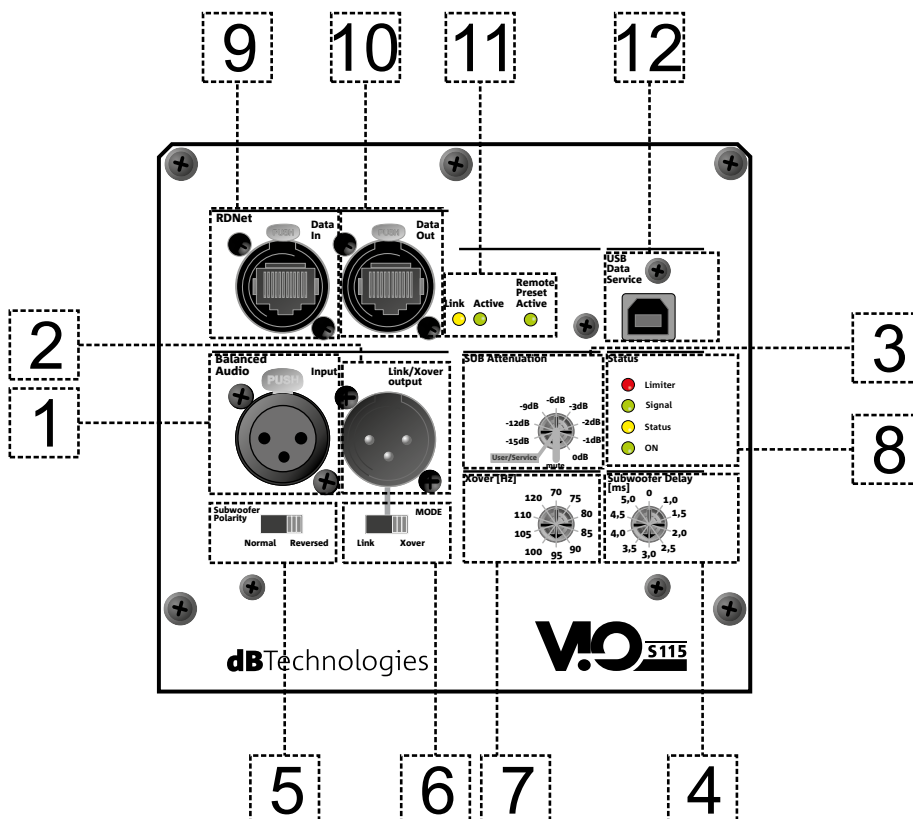 9 10 11 12
RDNet
Data
In
PUSH
Data
Out
PUSH
Link Active
Remote
Preset
Active
USB
Data
Service
2
1
3
8
Balanced
Audio
Input
PUSH
Link/Xover
output
SUB Attenuation
-6dB
-9dB -3dB
-12dB -2dB
-15dB -1dB
User/Service 0dB
mute
Status
Limiter
Signal
Status
ON
Subwoofer
Polarity
Normal Reversed
MODE
Link Xover
Xover [Hz]
70
120 75
110 80
105 85
100 90
95
Subwoofer Delay
[ms]
0
5,0 1,0
4,5 1,5
4,0 2,0
3,5 2,5
3,0
dBTechnologies
VIO S115
5 6 7 4